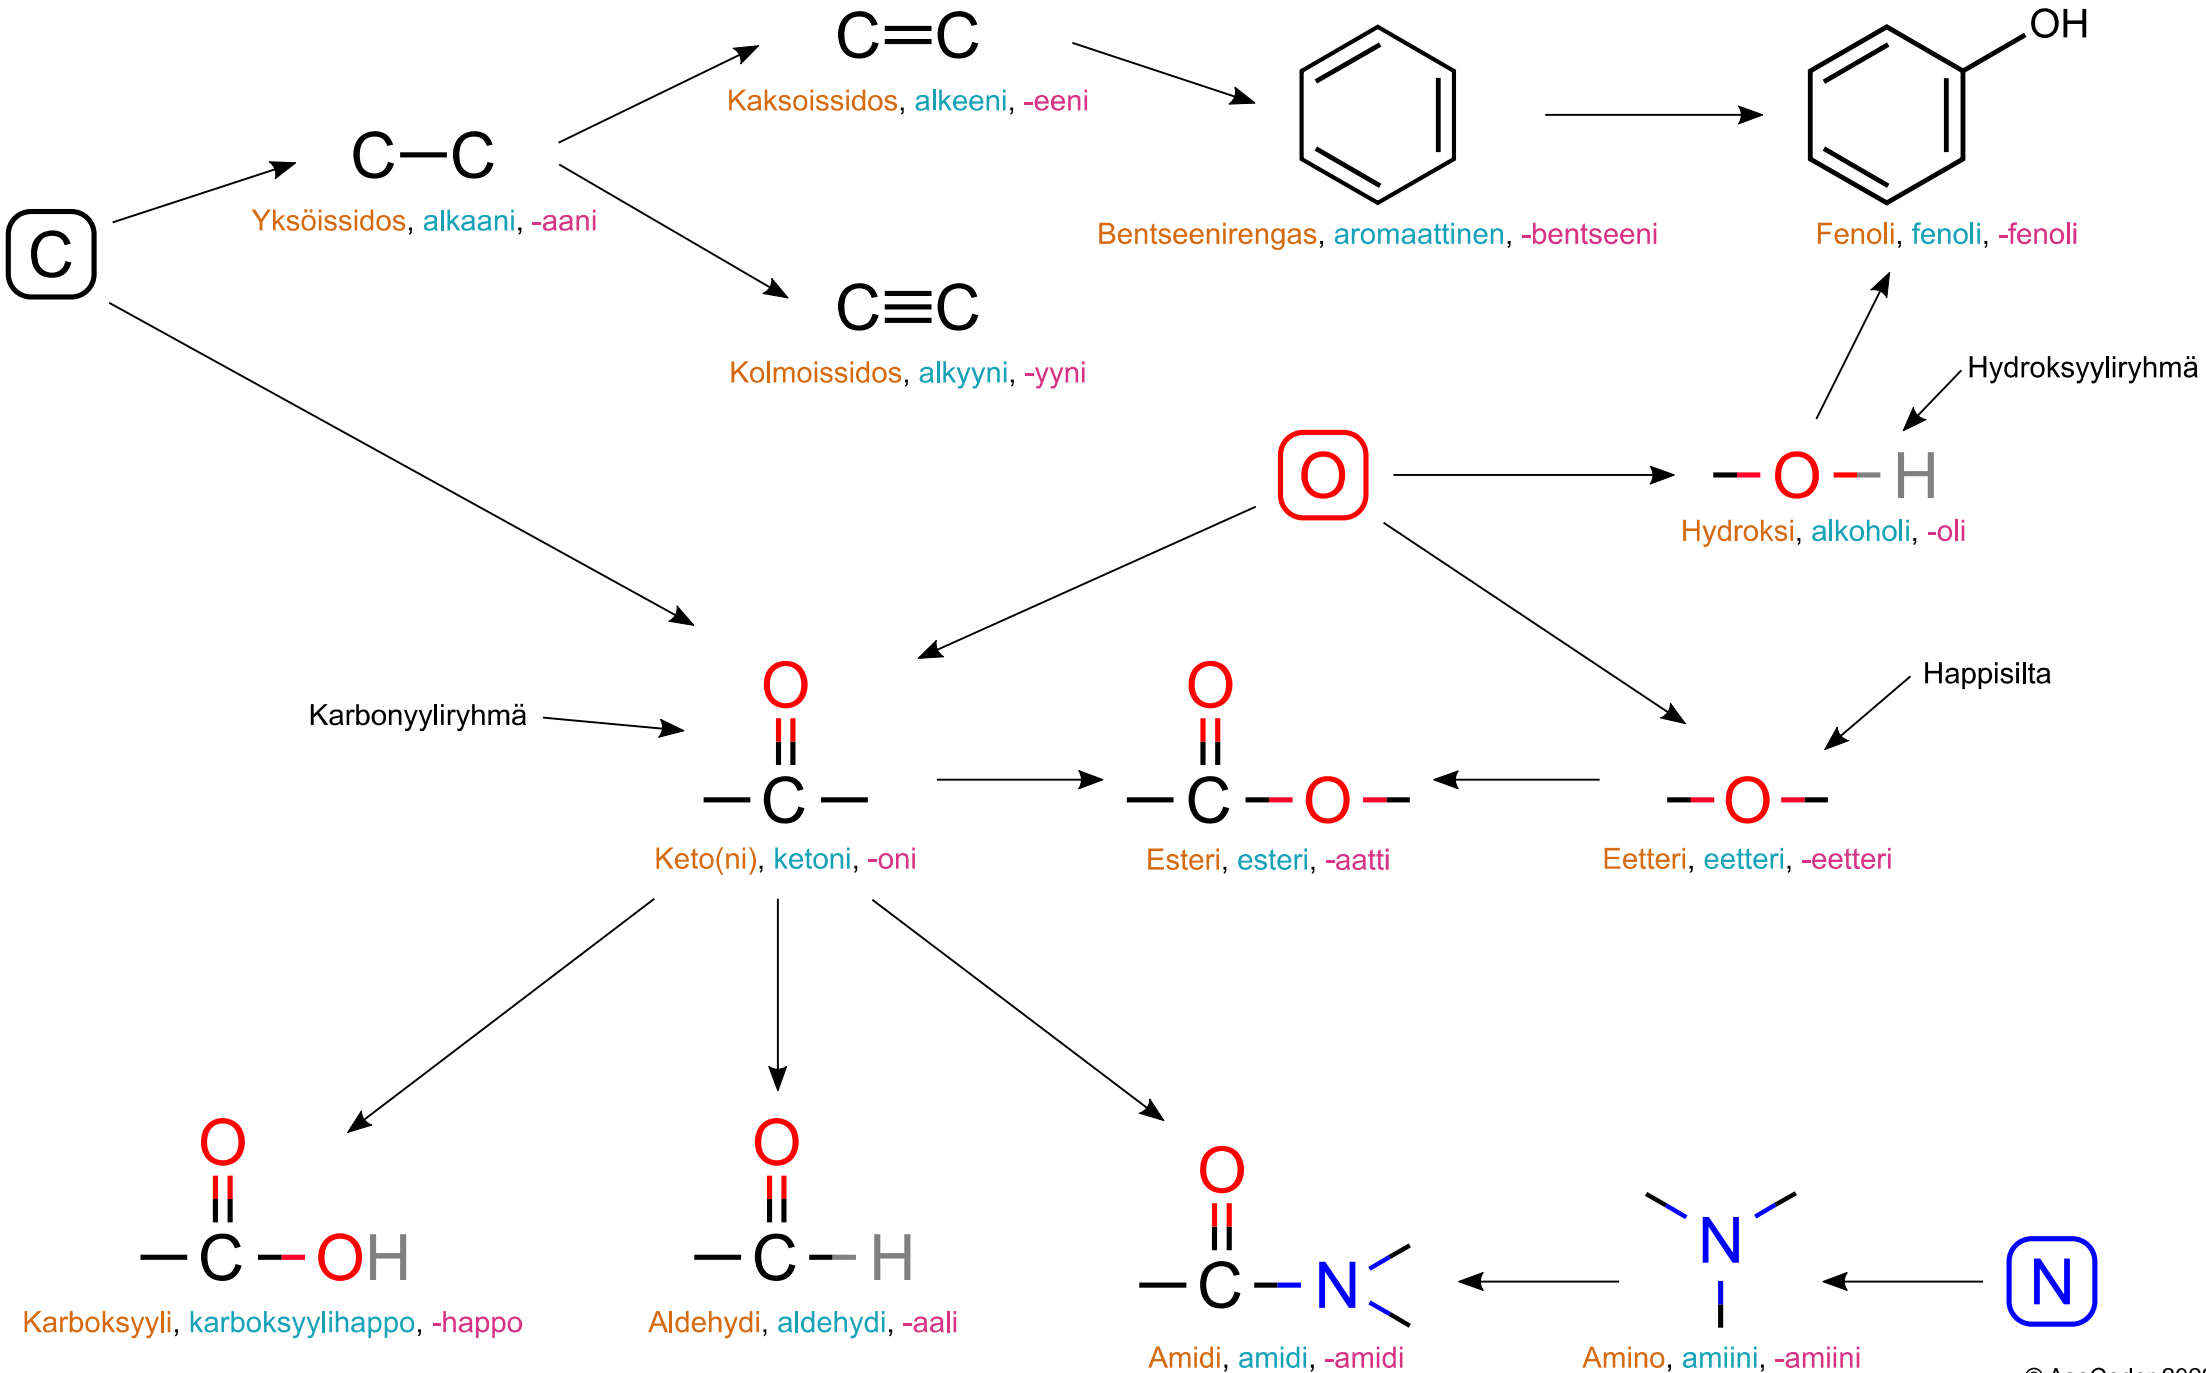 C=C
OH
Kaksoissidos, alkeeni, -eeni
C–C
Yksöissidos, alkaani, -aani
Bentseenirengas, aromaattinen, -bentseeni
Fenoli, fenoli, -fenoli
C
C≡C
Kolmoissidos, alkyyni, -yyni
Hydroksyyliryhmä
O
O H
Hydroksi, alkoholi, -oli
Karbonyyliryhmä
O
C
Keto(ni), ketoni, -oni
O
C O
Esteri, esteri, -aatti
Happisilta
O
Eetteri, eetteri, -eetteri
O
C OH
Karboksyyli, karboksyylihappo, -happo
O
C H
Aldehydi, aldehydi, -aali
O
C N
Amidi, amidi, -amidi
N
Amino, amiini, -amiini
N